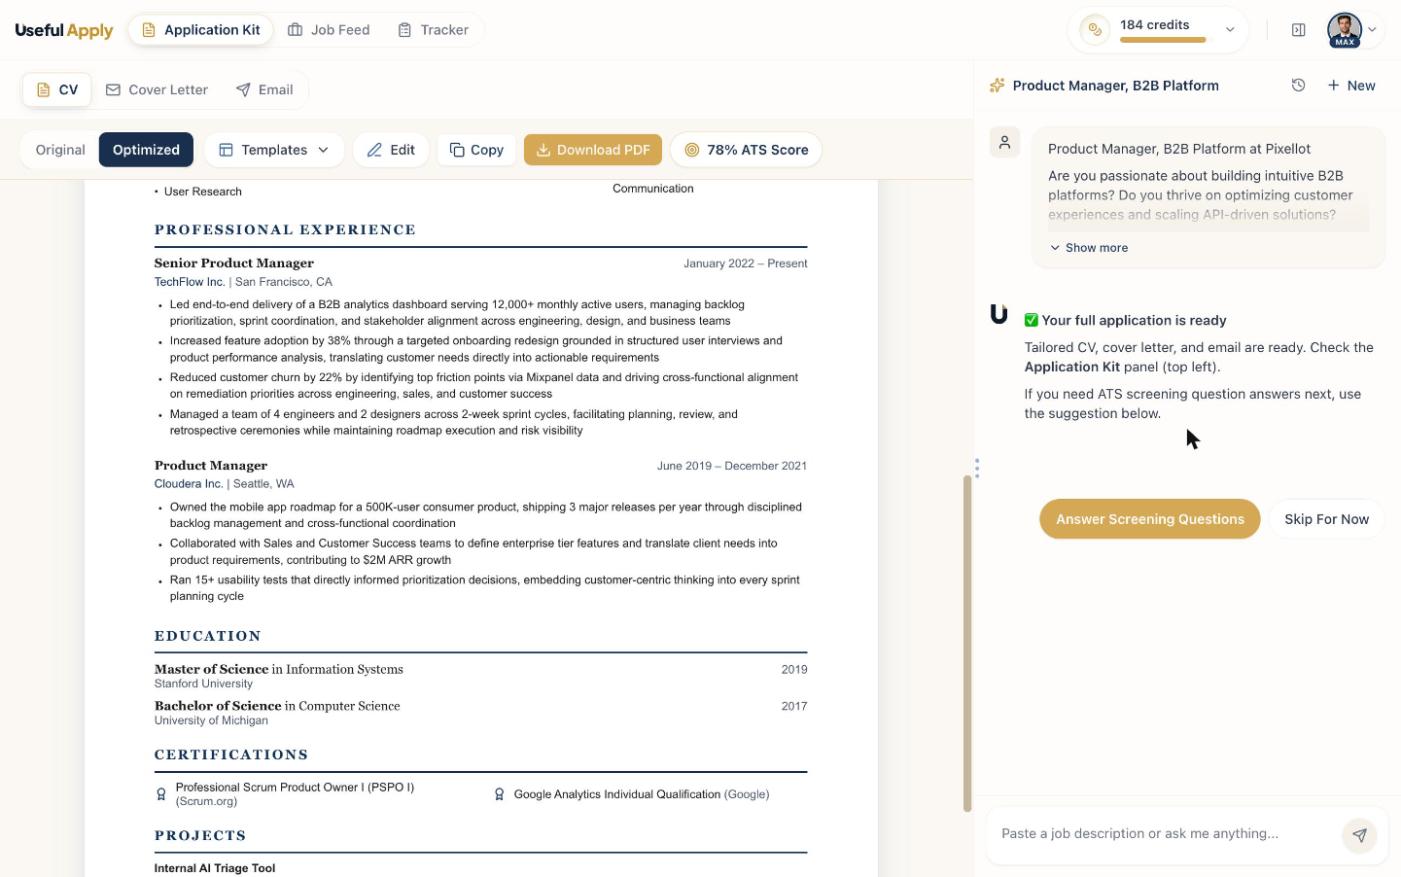 Useful Apply
Application Kit
Job Feed
Tracker
184 credits
MAX
CV
Cover Letter
Email
Original
Optimized
Templates
Edit
Copy
Download PDF
78% ATS Score
• User Research
Communication
PROFESSIONAL EXPERIENCE
Senior Product Manager
January 2022 – Present
TechFlow Inc. | San Francisco, CA
• Led end-to-end delivery of a B2B analytics dashboard serving 12,000+ monthly active users, managing backlog
prioritization, sprint coordination, and stakeholder alignment across engineering, design, and business teams
• Increased feature adoption by 38% through a targeted onboarding redesign grounded in structured user interviews and
product performance analysis, translating customer needs directly into actionable requirements
• Reduced customer churn by 22% by identifying top friction points via Mixpanel data and driving cross-functional alignment
on remediation priorities across engineering, sales, and customer success
• Managed a team of 4 engineers and 2 designers across 2-week sprint cycles, facilitating planning, review, and
retrospective ceremonies while maintaining roadmap execution and risk visibility
Product Manager
June 2019 – December 2021
Cloudera Inc. | Seattle, WA
• Owned the mobile app roadmap for a 500K-user consumer product, shipping 3 major releases per year through disciplined
backlog management and cross-functional coordination
• Collaborated with Sales and Customer Success teams to define enterprise tier features and translate client needs into
product requirements, contributing to $2M ARR growth
• Ran 15+ usability tests that directly informed prioritization decisions, embedding customer-centric thinking into every sprint
planning cycle
EDUCATION
Master of Science in Information Systems
2019
Stanford University
Bachelor of Science in Computer Science
2017
University of Michigan
CERTIFICATIONS
Professional Scrum Product Owner I (PSPO I)
(Scrum.org)
Google Analytics Individual Qualification (Google)
PROJECTS
Internal AI Triage Tool
Product Manager, B2B Platform
+ New
Product Manager, B2B Platform at Pixellot
Are you passionate about building intuitive B2B
platforms? Do you thrive on optimizing customer
experiences and scaling API-driven solutions?
Show more
✅ Your full application is ready
Tailored CV, cover letter, and email are ready. Check the
Application Kit panel (top left).
If you need ATS screening question answers next, use
the suggestion below.
Answer Screening Questions
Skip For Now
Paste a job description or ask me anything...